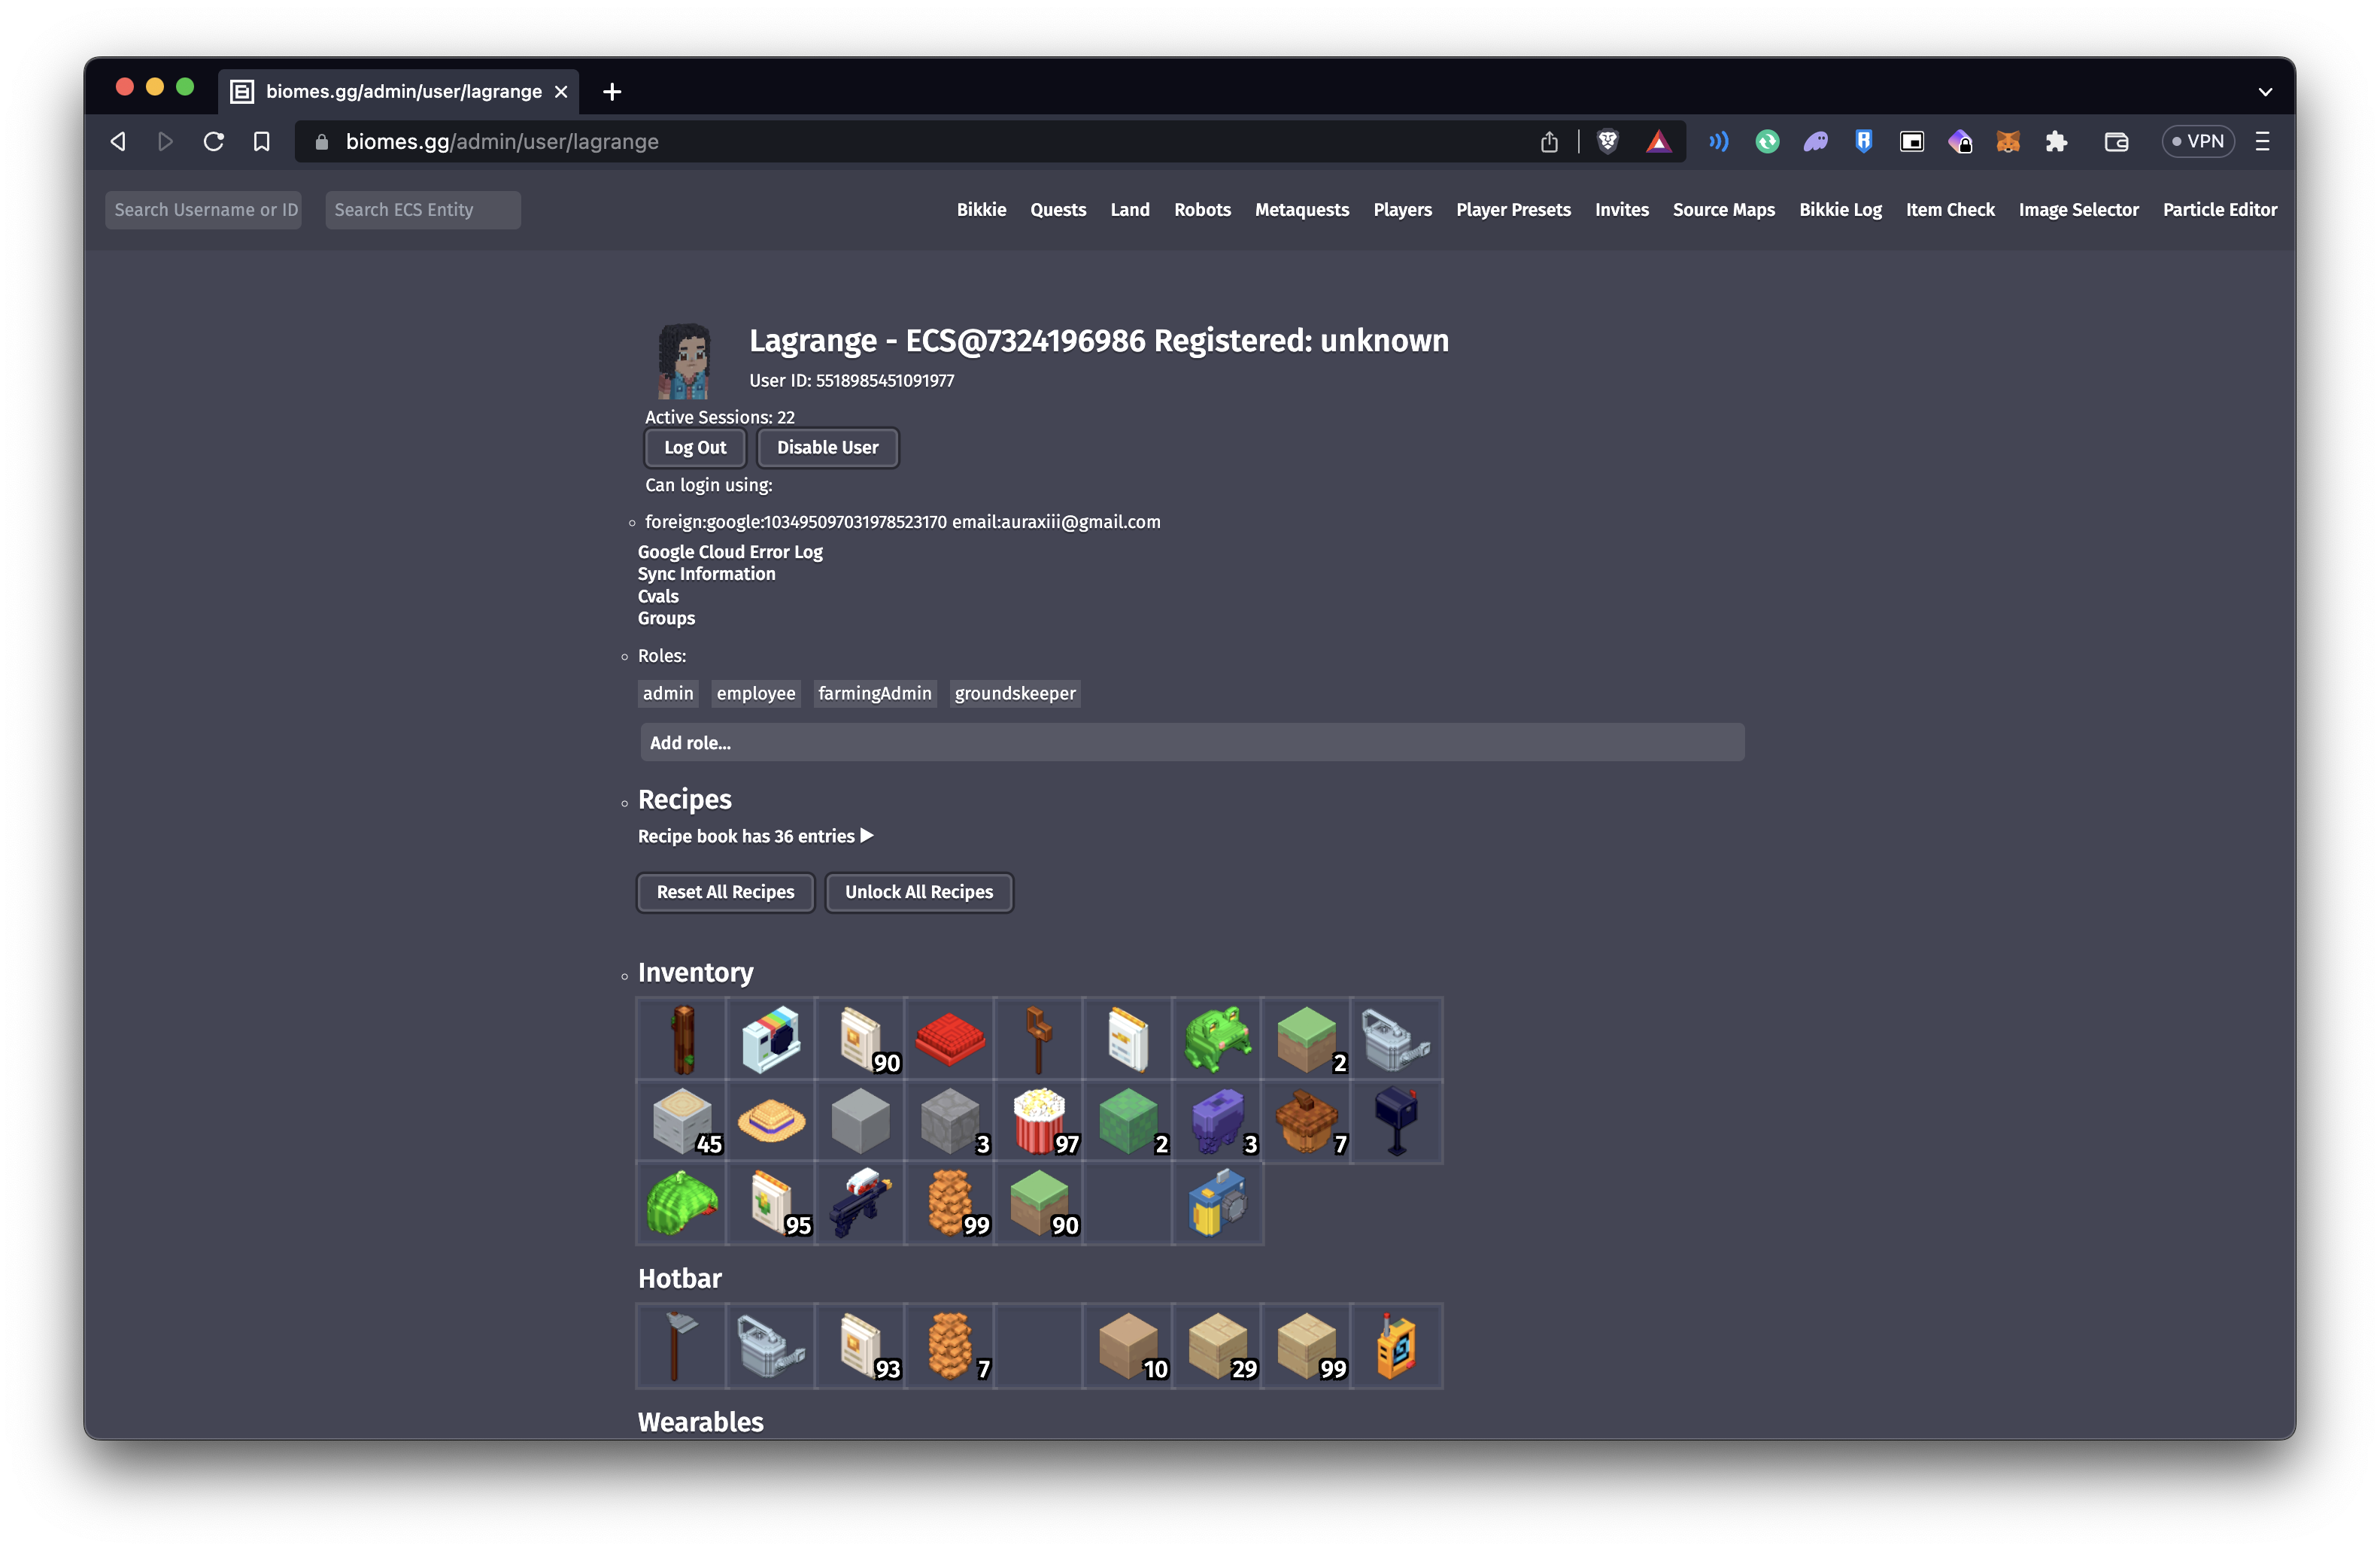 biomes.gg/admin/user/lagrange
biomes.gg/admin/user/lagrange
VPN
Search Username or ID
Search ECS Entity
Bikkie Quests Land Robots Metaquests Players Player Presets Invites Source Maps Bikkie Log Item Check Image Selector Particle Editor
Lagrange - ECS@7324196986 Registered: unknown
User ID: 5518985451091977
Active Sessions: 22
Log Out Disable User
Can login using:
foreign:google:103495097031978523170 email:auraxiii@gmail.com
Google Cloud Error Log
Sync Information
Cvals
Groups
Roles:
admin employee farmingAdmin groundskeeper
Add role...
Recipes
Recipe book has 36 entries
Reset All Recipes Unlock All Recipes
Inventory
90 2
45 3 97 2 3 7
95 99 90
Hotbar
93 7 10 29 99
Wearables